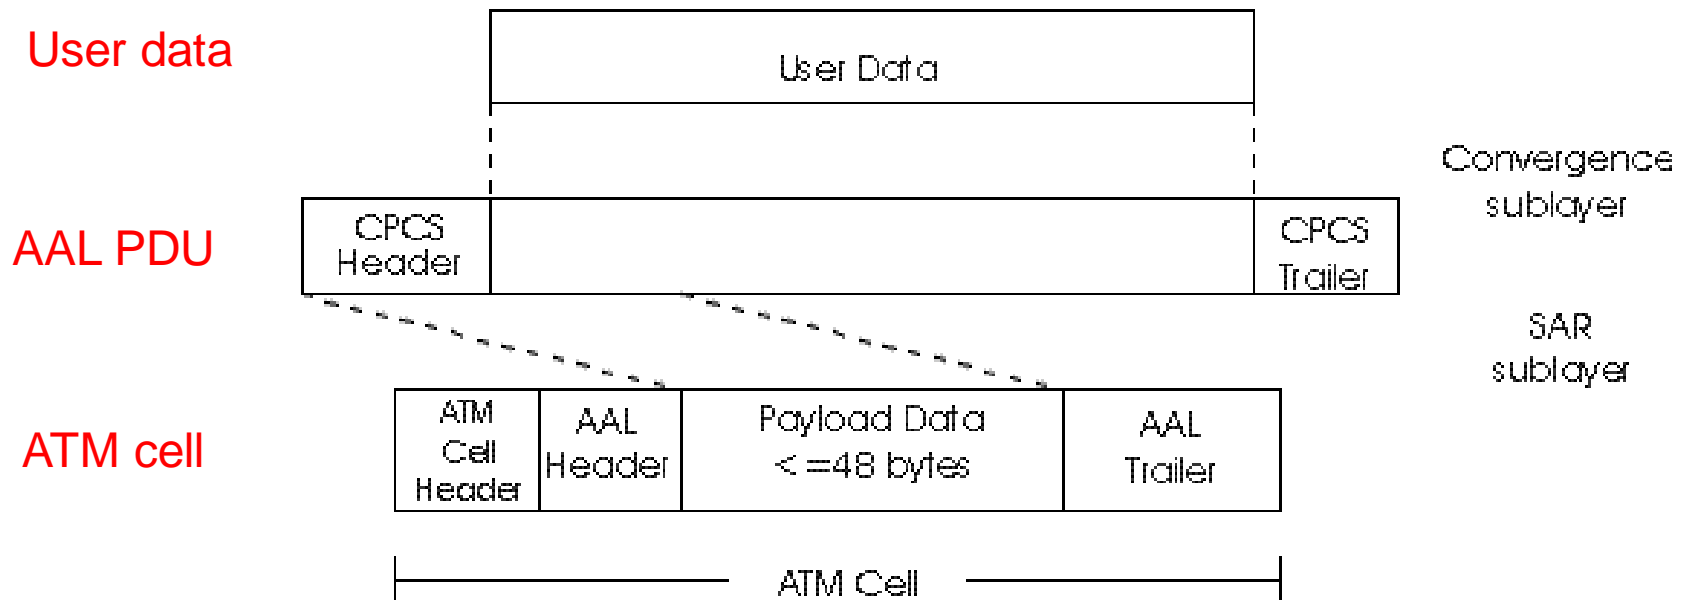 User data
User Data
Convergence
sublayer
AAL PDU
CPCS
Header
CPCS
Trailer
SAR
sublayer
ATM cell
ATM
Cell
Header
AAL
Header
Payload Data
<=48 bytes
AAL
Trailer
ATM Cell